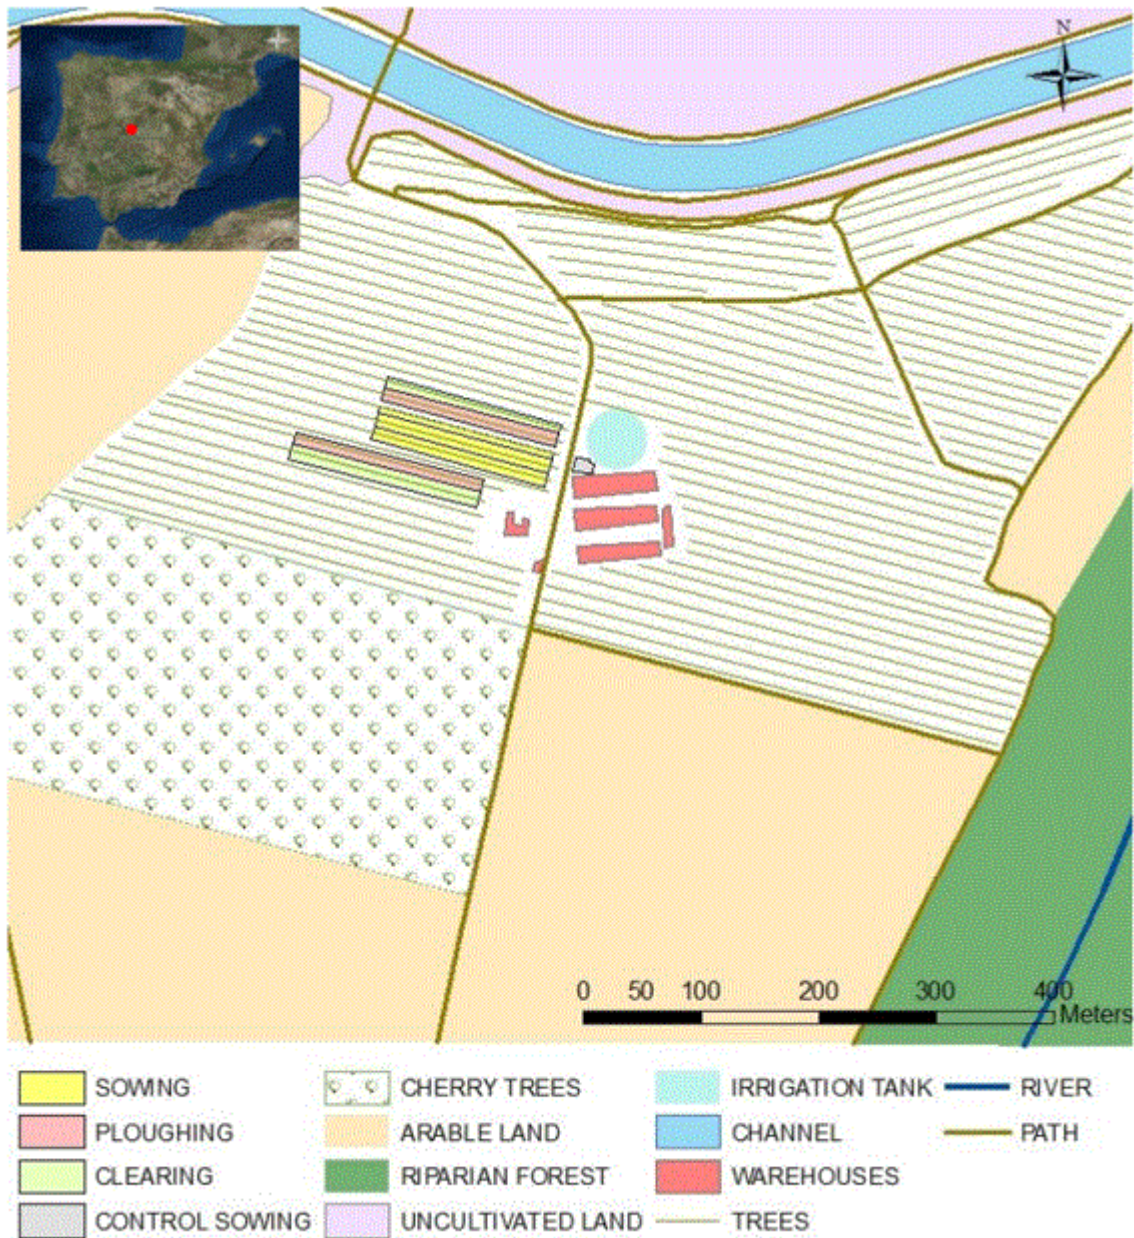 N
0 50 100 200 300 400
Meters
SOWING CHERRY TREES IRRIGATION TANK RIVER
PLOUGHING ARABLE LAND CHANNEL PATH
CLEARING RIPARIAN FOREST WAREHOUSES
CONTROL SOWING UNCULTIVATED LAND TREES